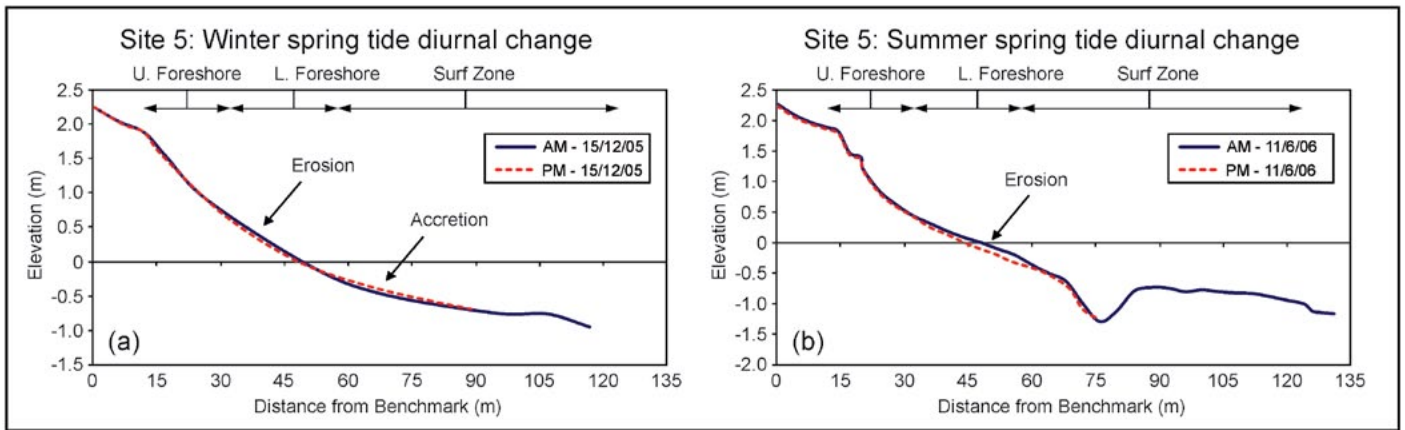 Site 5: Winter spring tide diurnal change
U. Foreshore
L. Foreshore
Surf Zone
2.5
2.0
1.5
1.0
0.5
0
-0.5
-1.0
-1.5
Elevation (m)
AM - 15/12/05
PM - 15/12/05
Erosion
Accretion
(a)
0 15 30 45 60 75 90 105 120 135
Distance from Benchmark (m)
Site 5: Summer spring tide diurnal change
U. Foreshore
L. Foreshore
Surf Zone
2.5
2.0
1.5
1.0
0.5
0
-0.5
-1.0
-1.5
-2.0
Elevation (m)
AM - 11/6/06
PM - 11/6/06
Erosion
(b)
0 15 30 45 60 75 90 105 120 135
Distance from Benchmark (m)